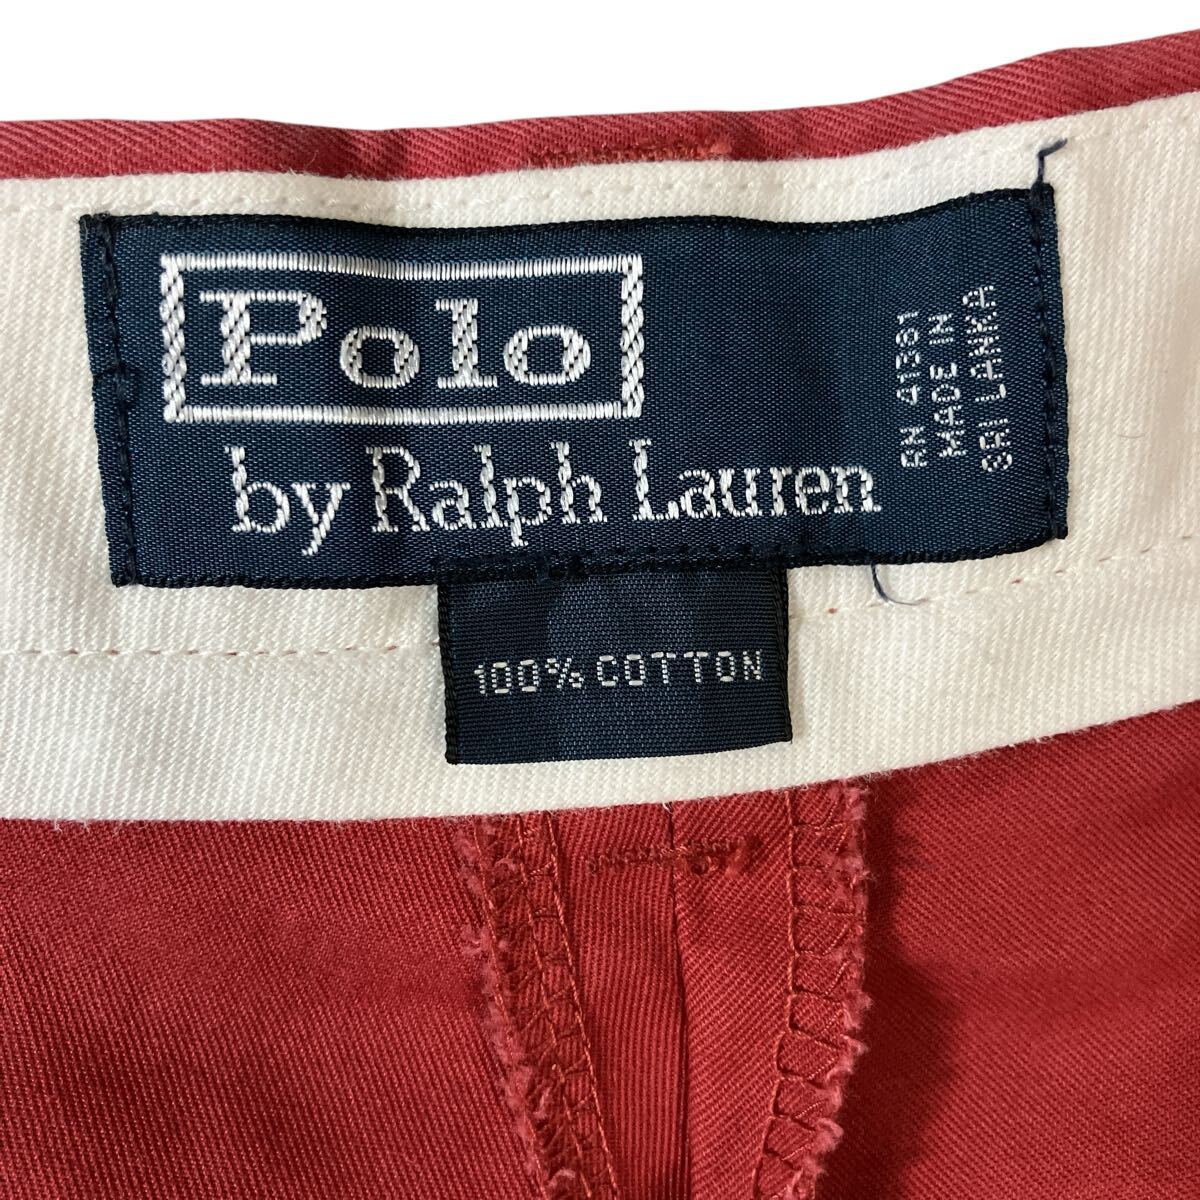 Polo
by Ralph Lauren
RN 41381
MADE IN
SRI LANKA
100% COTTON